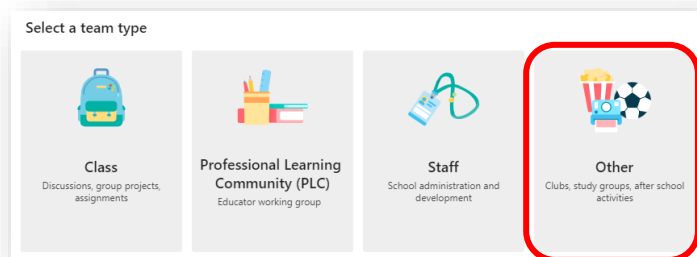 Select a team type
Class
Discussions, group projects,
assignments
Professional Learning
Community (PLC)
Educator working group
Staff
School administration and
development
Other
Clubs, study groups, after school
activities